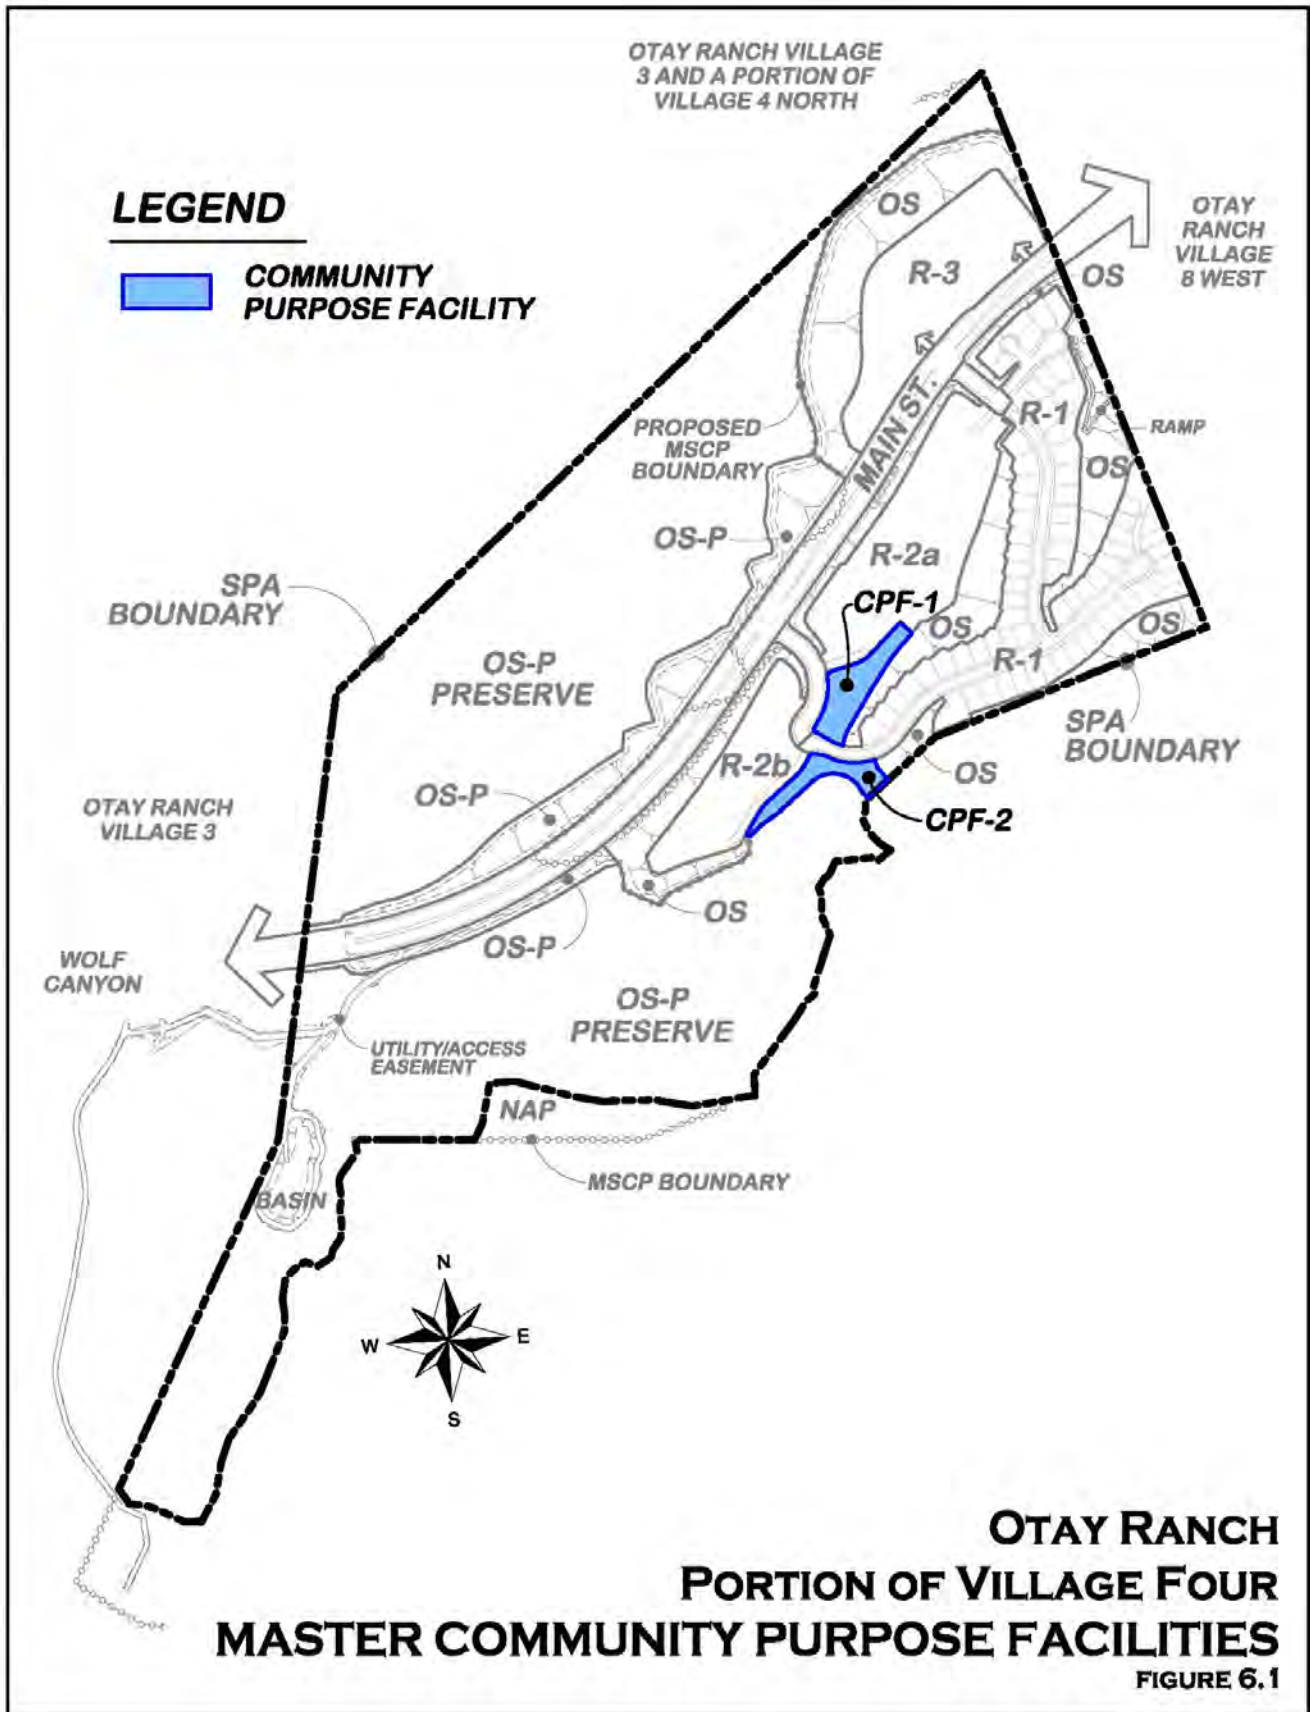 OTAY RANCH VILLAGE
3 AND A PORTION OF
VILLAGE 4 NORTH
LEGEND
COMMUNITY
PURPOSE FACILITY
OTAY
RANCH
VILLAGE
8 WEST
OS
R-3
OS
MAIN ST.
R-1
RAMP
PROPOSED
MSCP
BOUNDARY
OS
OS-P
R-2a
SPA
BOUNDARY
CPF-1
OS
OS
R-1
OS-P
PRESERVE
SPA
BOUNDARY
R-2b
OS
OS-P
CPF-2
OTAY RANCH
VILLAGE 3
OS
OS-P
WOLF
CANYON
OS-P
PRESERVE
UTILITY/ACCESS
EASEMENT
NAP
MSCP BOUNDARY
BASIN
N
W
E
S
OTAY RANCH
PORTION OF VILLAGE FOUR
MASTER COMMUNITY PURPOSE FACILITIES
FIGURE 6.1